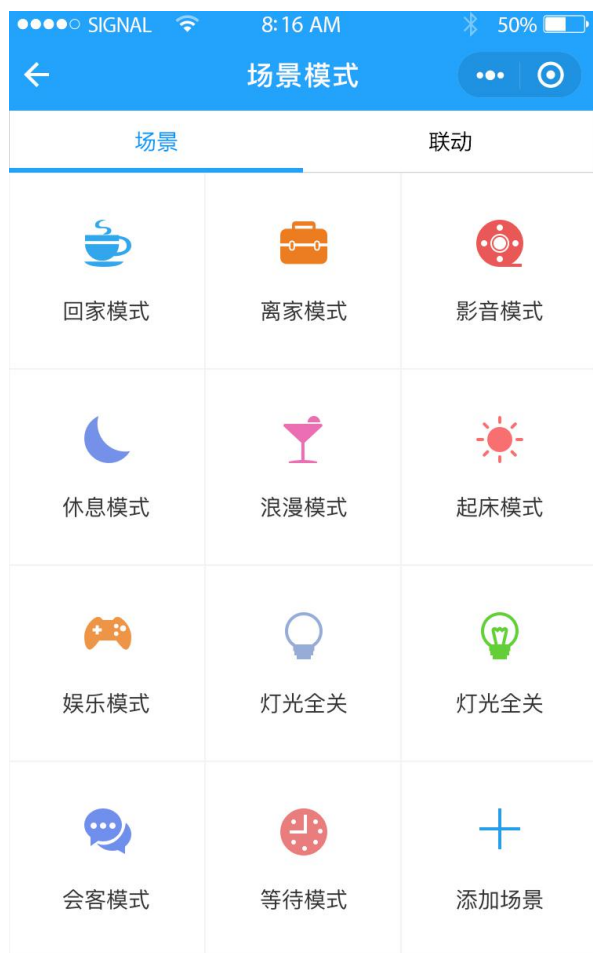 SIGNAL 8:16 AM 50%
场景模式
场景 联动
回家模式 离家模式 影音模式
休息模式 浪漫模式 起床模式
娱乐模式 灯光全关 灯光全关
会客模式 等待模式 添加场景